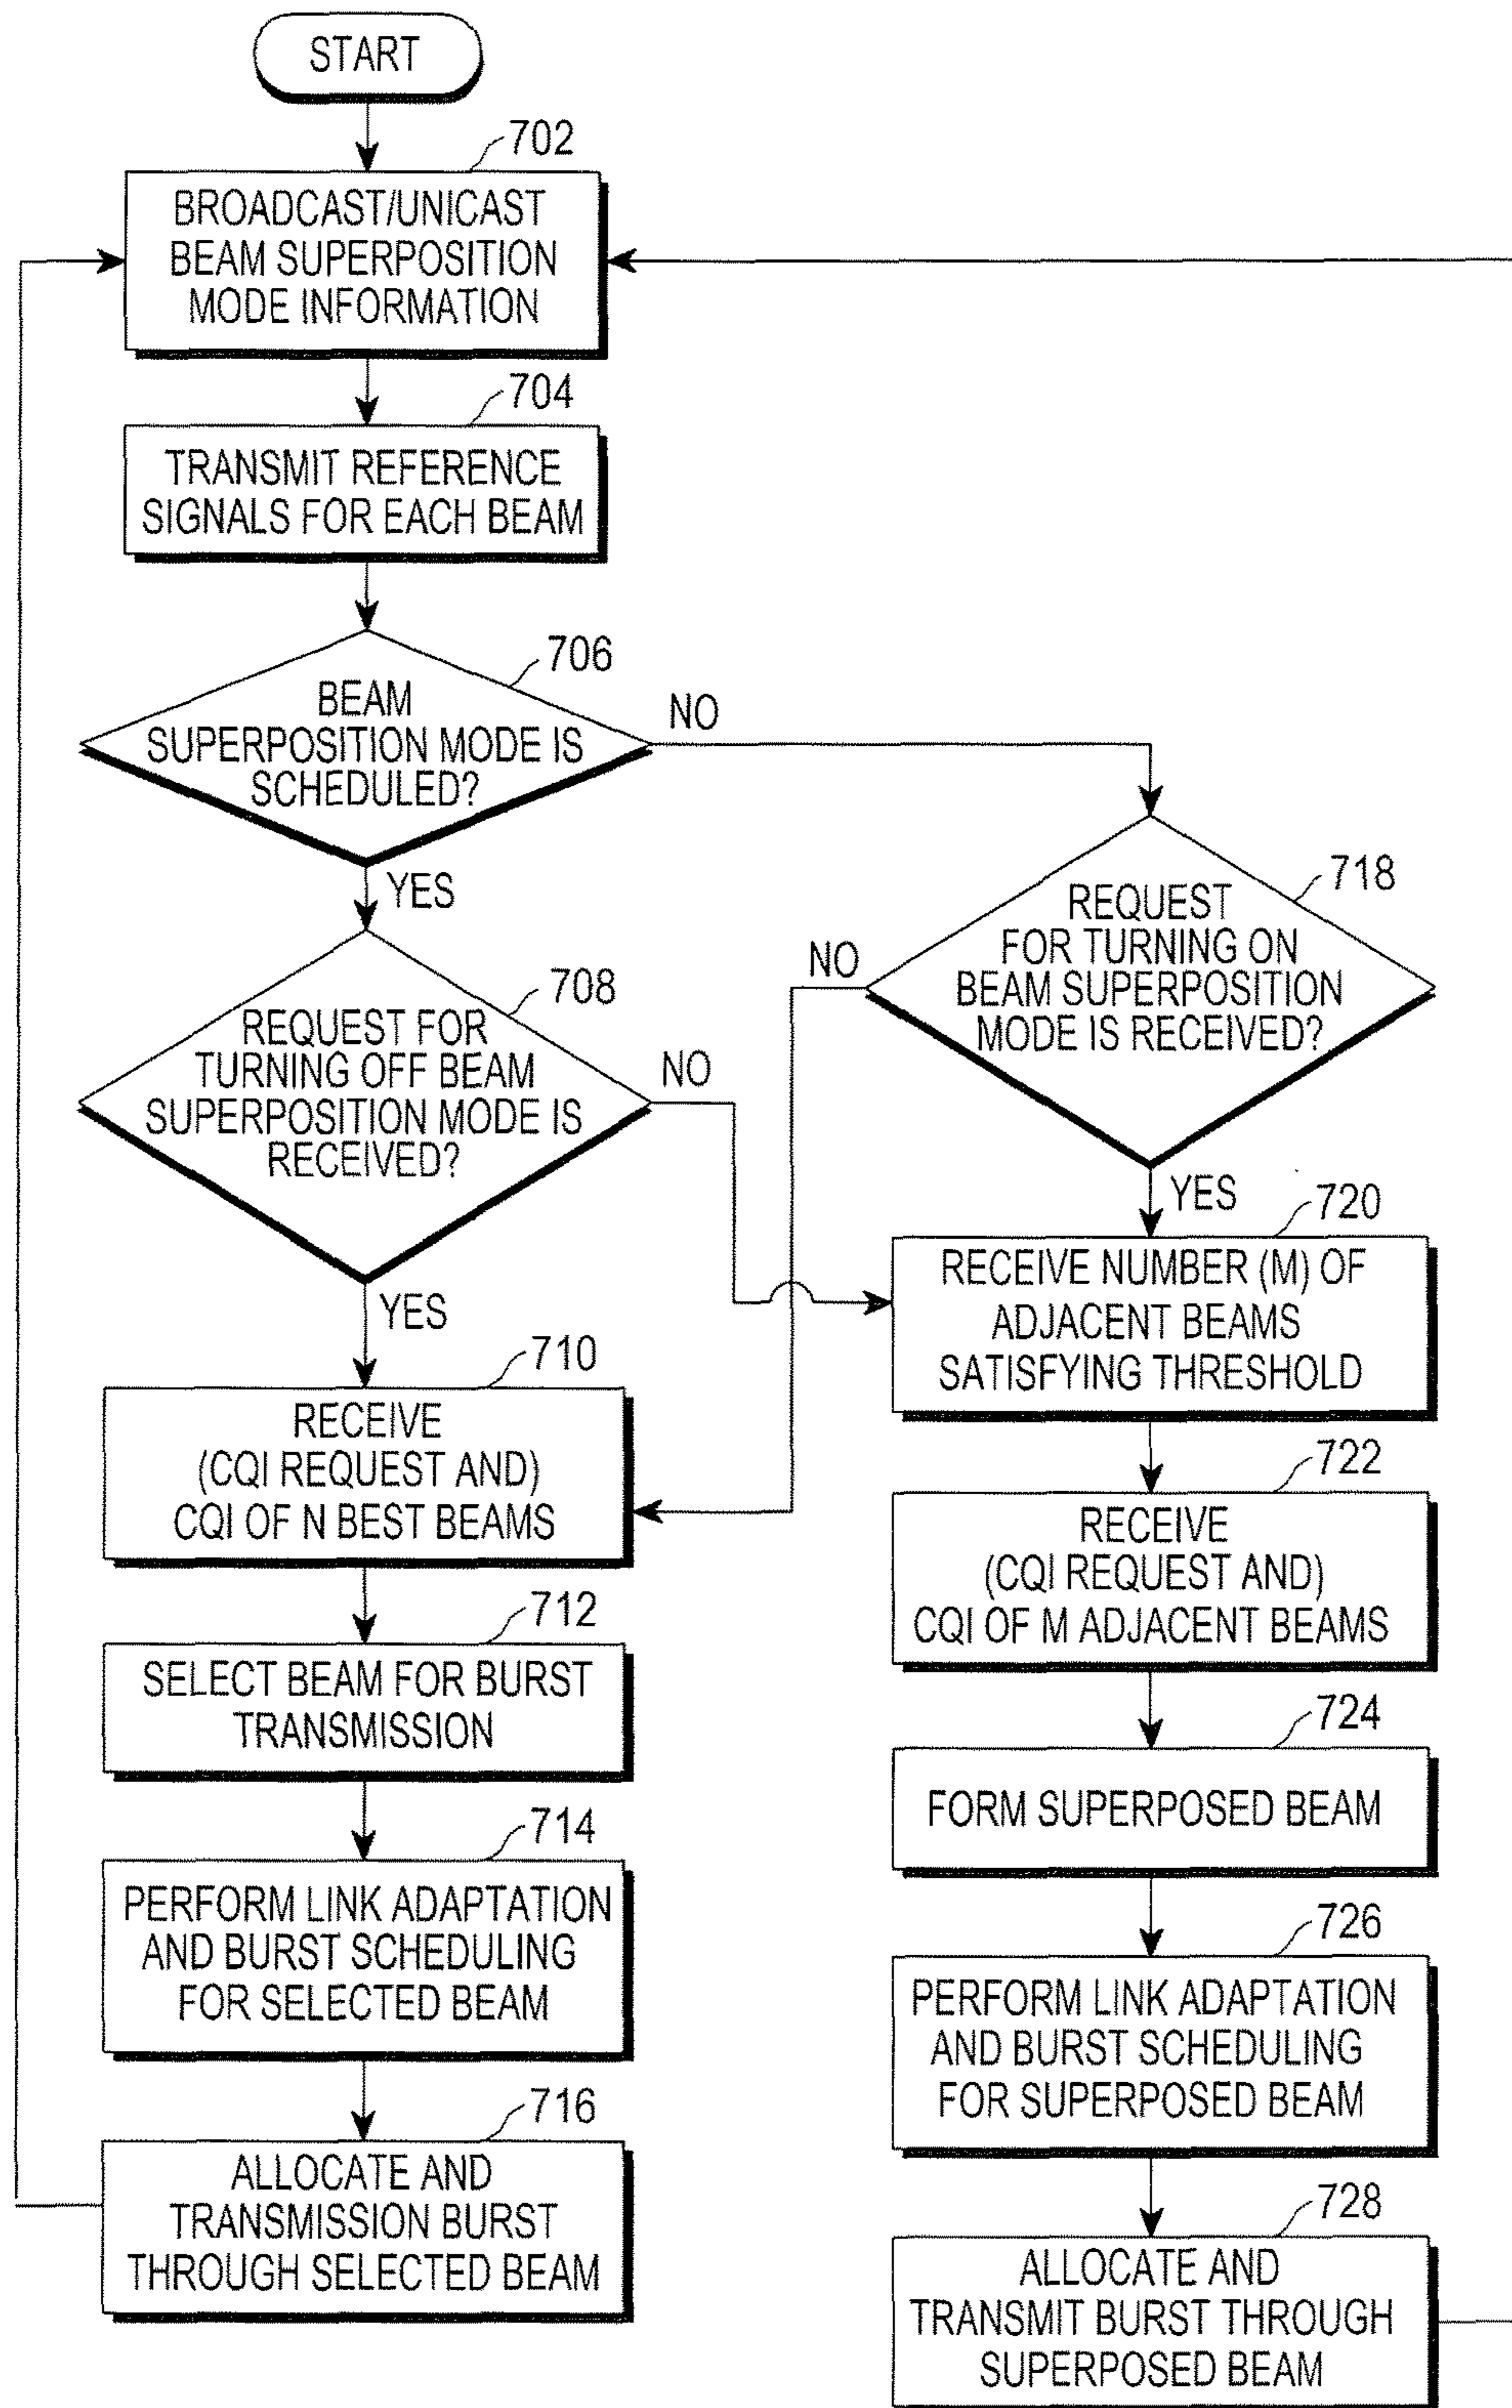 START
702
BROADCAST/UNICAST
BEAM SUPERPOSITION
MODE INFORMATION
704
TRANSMIT REFERENCE
SIGNALS FOR EACH BEAM
706
BEAM
SUPERPOSITION MODE IS
SCHEDULED?
NO
YES
708
REQUEST FOR
TURNING OFF BEAM
SUPERPOSITION MODE IS
RECEIVED?
NO
YES
710
RECEIVE
(CQI REQUEST AND)
CQI OF N BEST BEAMS
712
SELECT BEAM FOR BURST
TRANSMISSION
714
PERFORM LINK ADAPTATION
AND BURST SCHEDULING
FOR SELECTED BEAM
716
ALLOCATE AND
TRANSMISSION BURST
THROUGH SELECTED BEAM
718
REQUEST
FOR TURNING ON
BEAM SUPERPOSITION
MODE IS RECEIVED?
NO
YES
720
RECEIVE NUMBER (M) OF
ADJACENT BEAMS
SATISFYING THRESHOLD
722
RECEIVE
(CQI REQUEST AND)
CQI OF M ADJACENT BEAMS
724
FORM SUPERPOSED BEAM
726
PERFORM LINK ADAPTATION
AND BURST SCHEDULING
FOR SUPERPOSED BEAM
728
ALLOCATE AND
TRANSMIT BURST THROUGH
SUPERPOSED BEAM